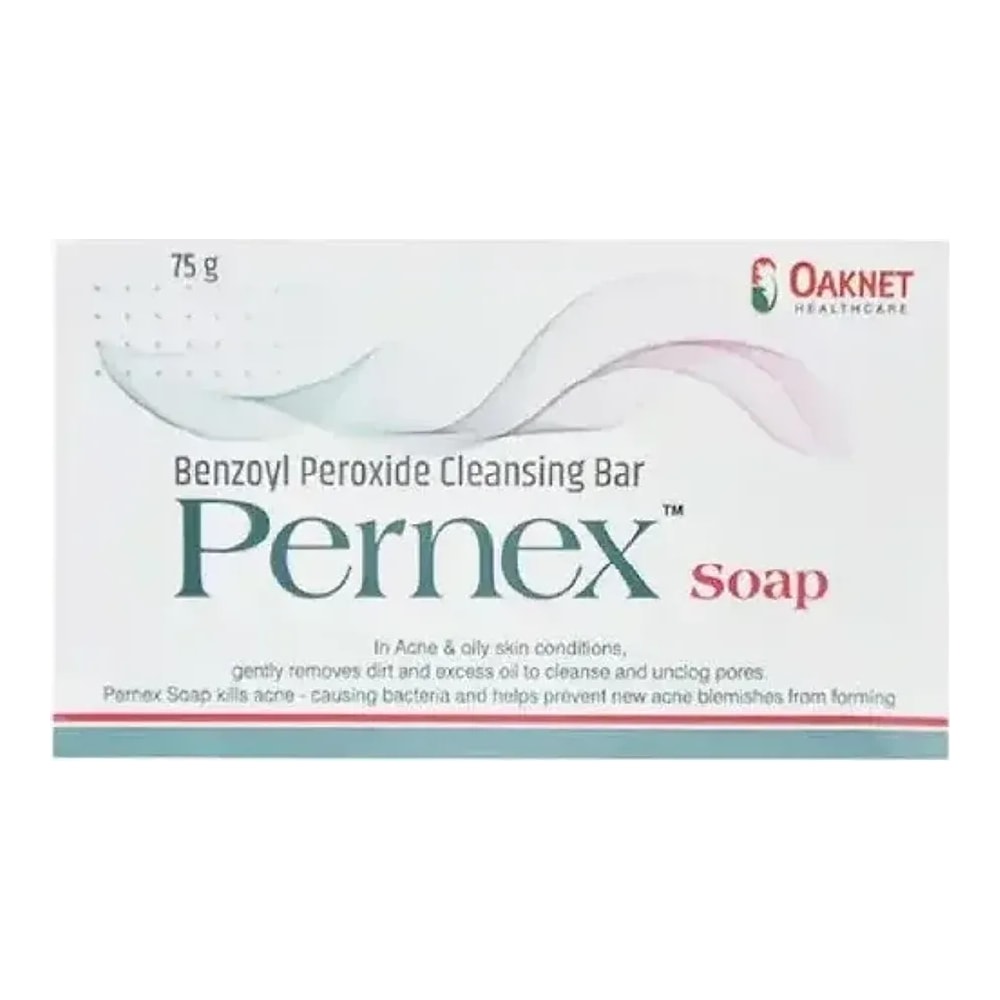 75 g
OAKNET
HEALTHCARE
Benzoyl Peroxide Cleansing Bar
Pernex™ Soap
In Acne & oily skin conditions,
gently removes dirt and excess oil to cleanse and unclog pores.
Pernex Soap kills acne - causing bacteria and helps prevent new acne blemishes from forming